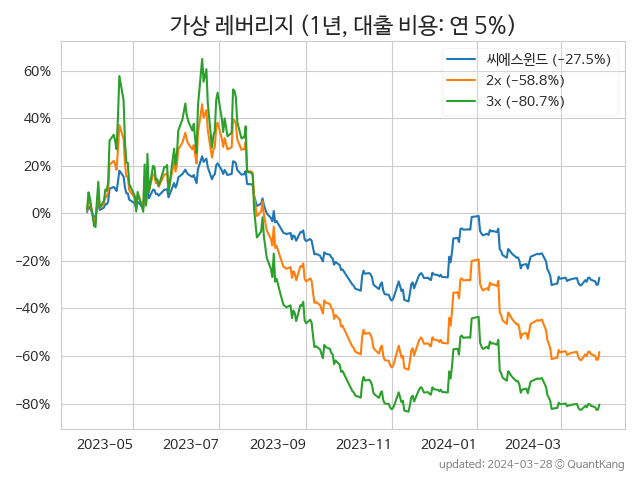 가상 레버리지 (1년, 대출 비용: 연 5%)
씨에스윈드 (−27.5%)
2x (−58.8%)
3x (−80.7%)
60%
40%
20%
0%
−20%
−40%
−60%
−80%
2023-05
2023-07
2023-09
2023-11
2024-01
2024-03
updated: 2024-03-28 © QuantKang